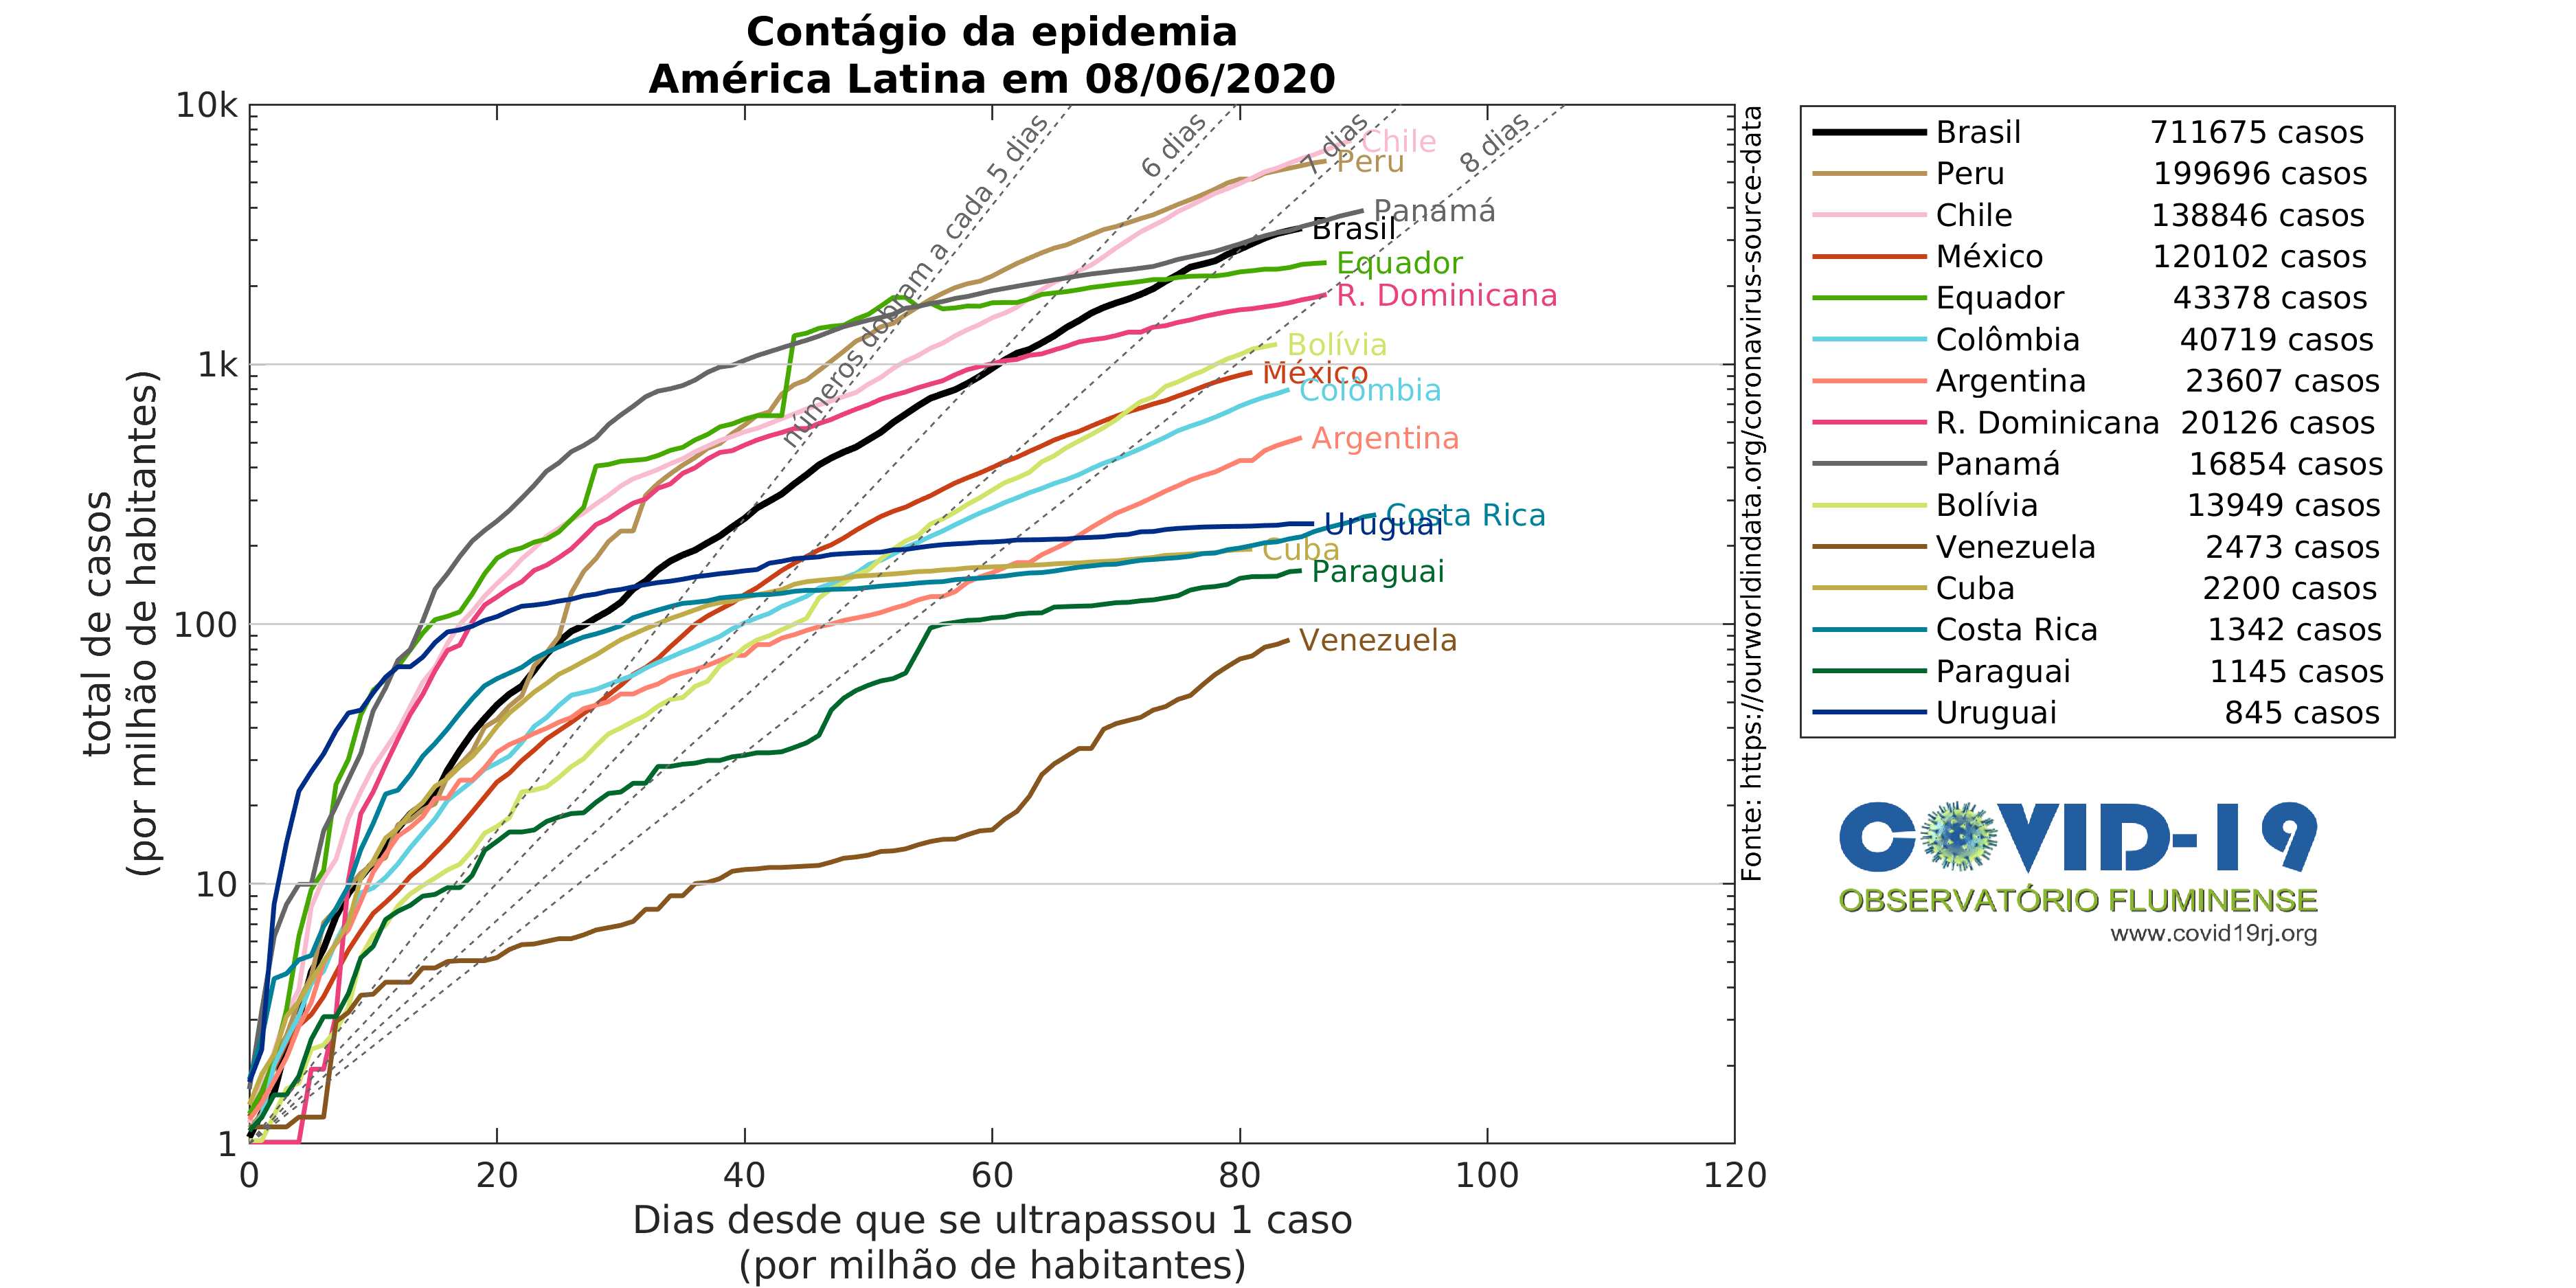 Contágio da epidemia
América Latina em 08/06/2020
total de casos
(por milhão de habitantes)
10k
1k
100
10
1
0
20
40
60
80
100
120
Dias desde que se ultrapassou 1 caso
(por milhão de habitantes)
números dobram a cada 5 dias
6 dias
7 dias
8 dias
Chile
Peru
Panamá
Brasil
Equador
R. Dominicana
Bolívia
México
Colômbia
Argentina
Costa Rica
Uruguai
Cuba
Paraguai
Venezuela
Fonte: https://ourworldindata.org/coronavirus-source-data
Brasil 711675 casos
Peru 199696 casos
Chile 138846 casos
México 120102 casos
Equador 43378 casos
Colômbia 40719 casos
Argentina 23607 casos
R. Dominicana 20126 casos
Panamá 16854 casos
Bolívia 13949 casos
Venezuela 2473 casos
Cuba 2200 casos
Costa Rica 1342 casos
Paraguai 1145 casos
Uruguai 845 casos
COVID-19
OBSERVATÓRIO FLUMINENSE
www.covid19rj.org